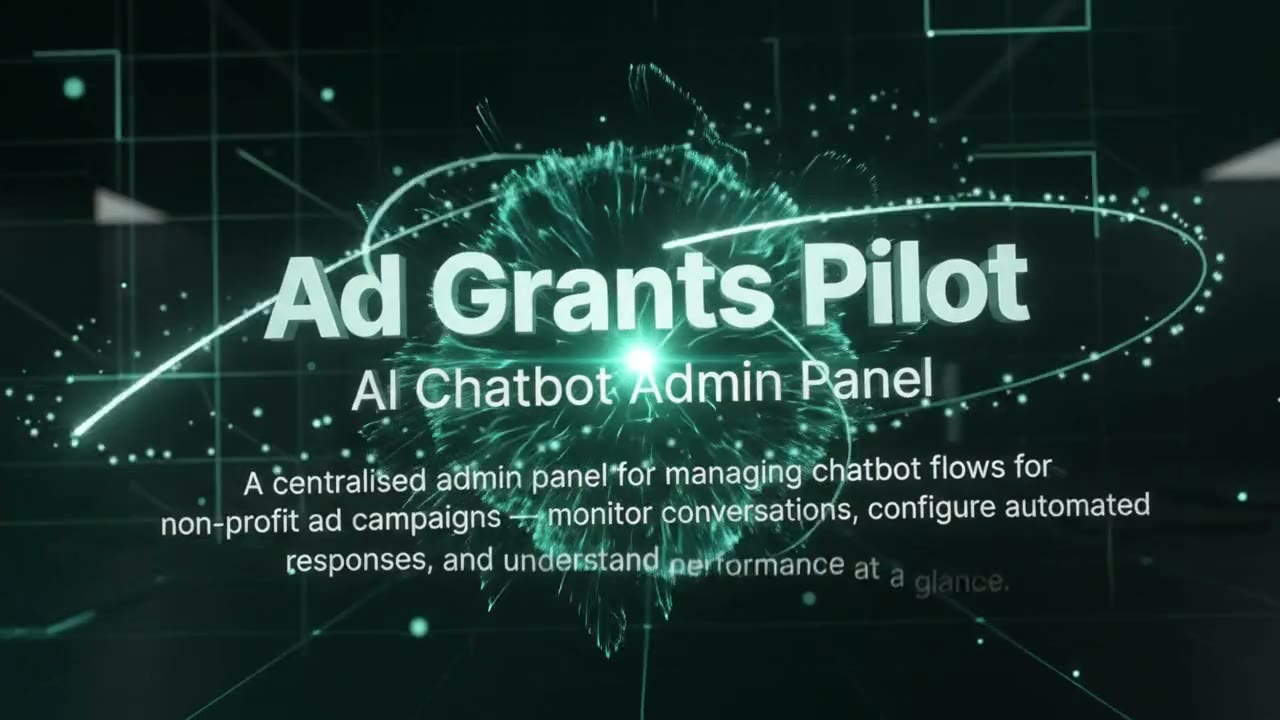 Ad Grants Pilot
AI Chatbot Admin Panel
A centralised admin panel for managing chatbot flows for
non-profit ad campaigns — monitor conversations, configure automated
responses, and understand performance at a glance.